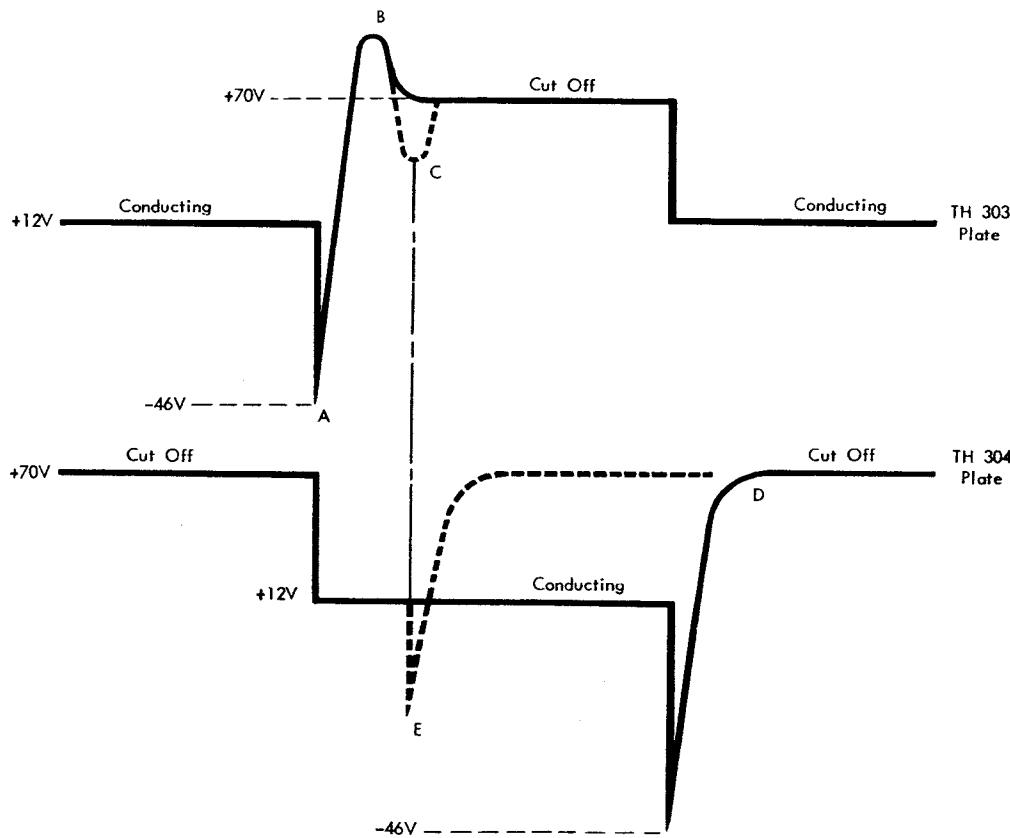 B
+70V
Cut Off
C
+12V
Conducting
Conducting
TH 303
Plate
-46V
A
+70V
Cut Off
Cut Off
TH 304
Plate
D
+12V
Conducting
E
-46V